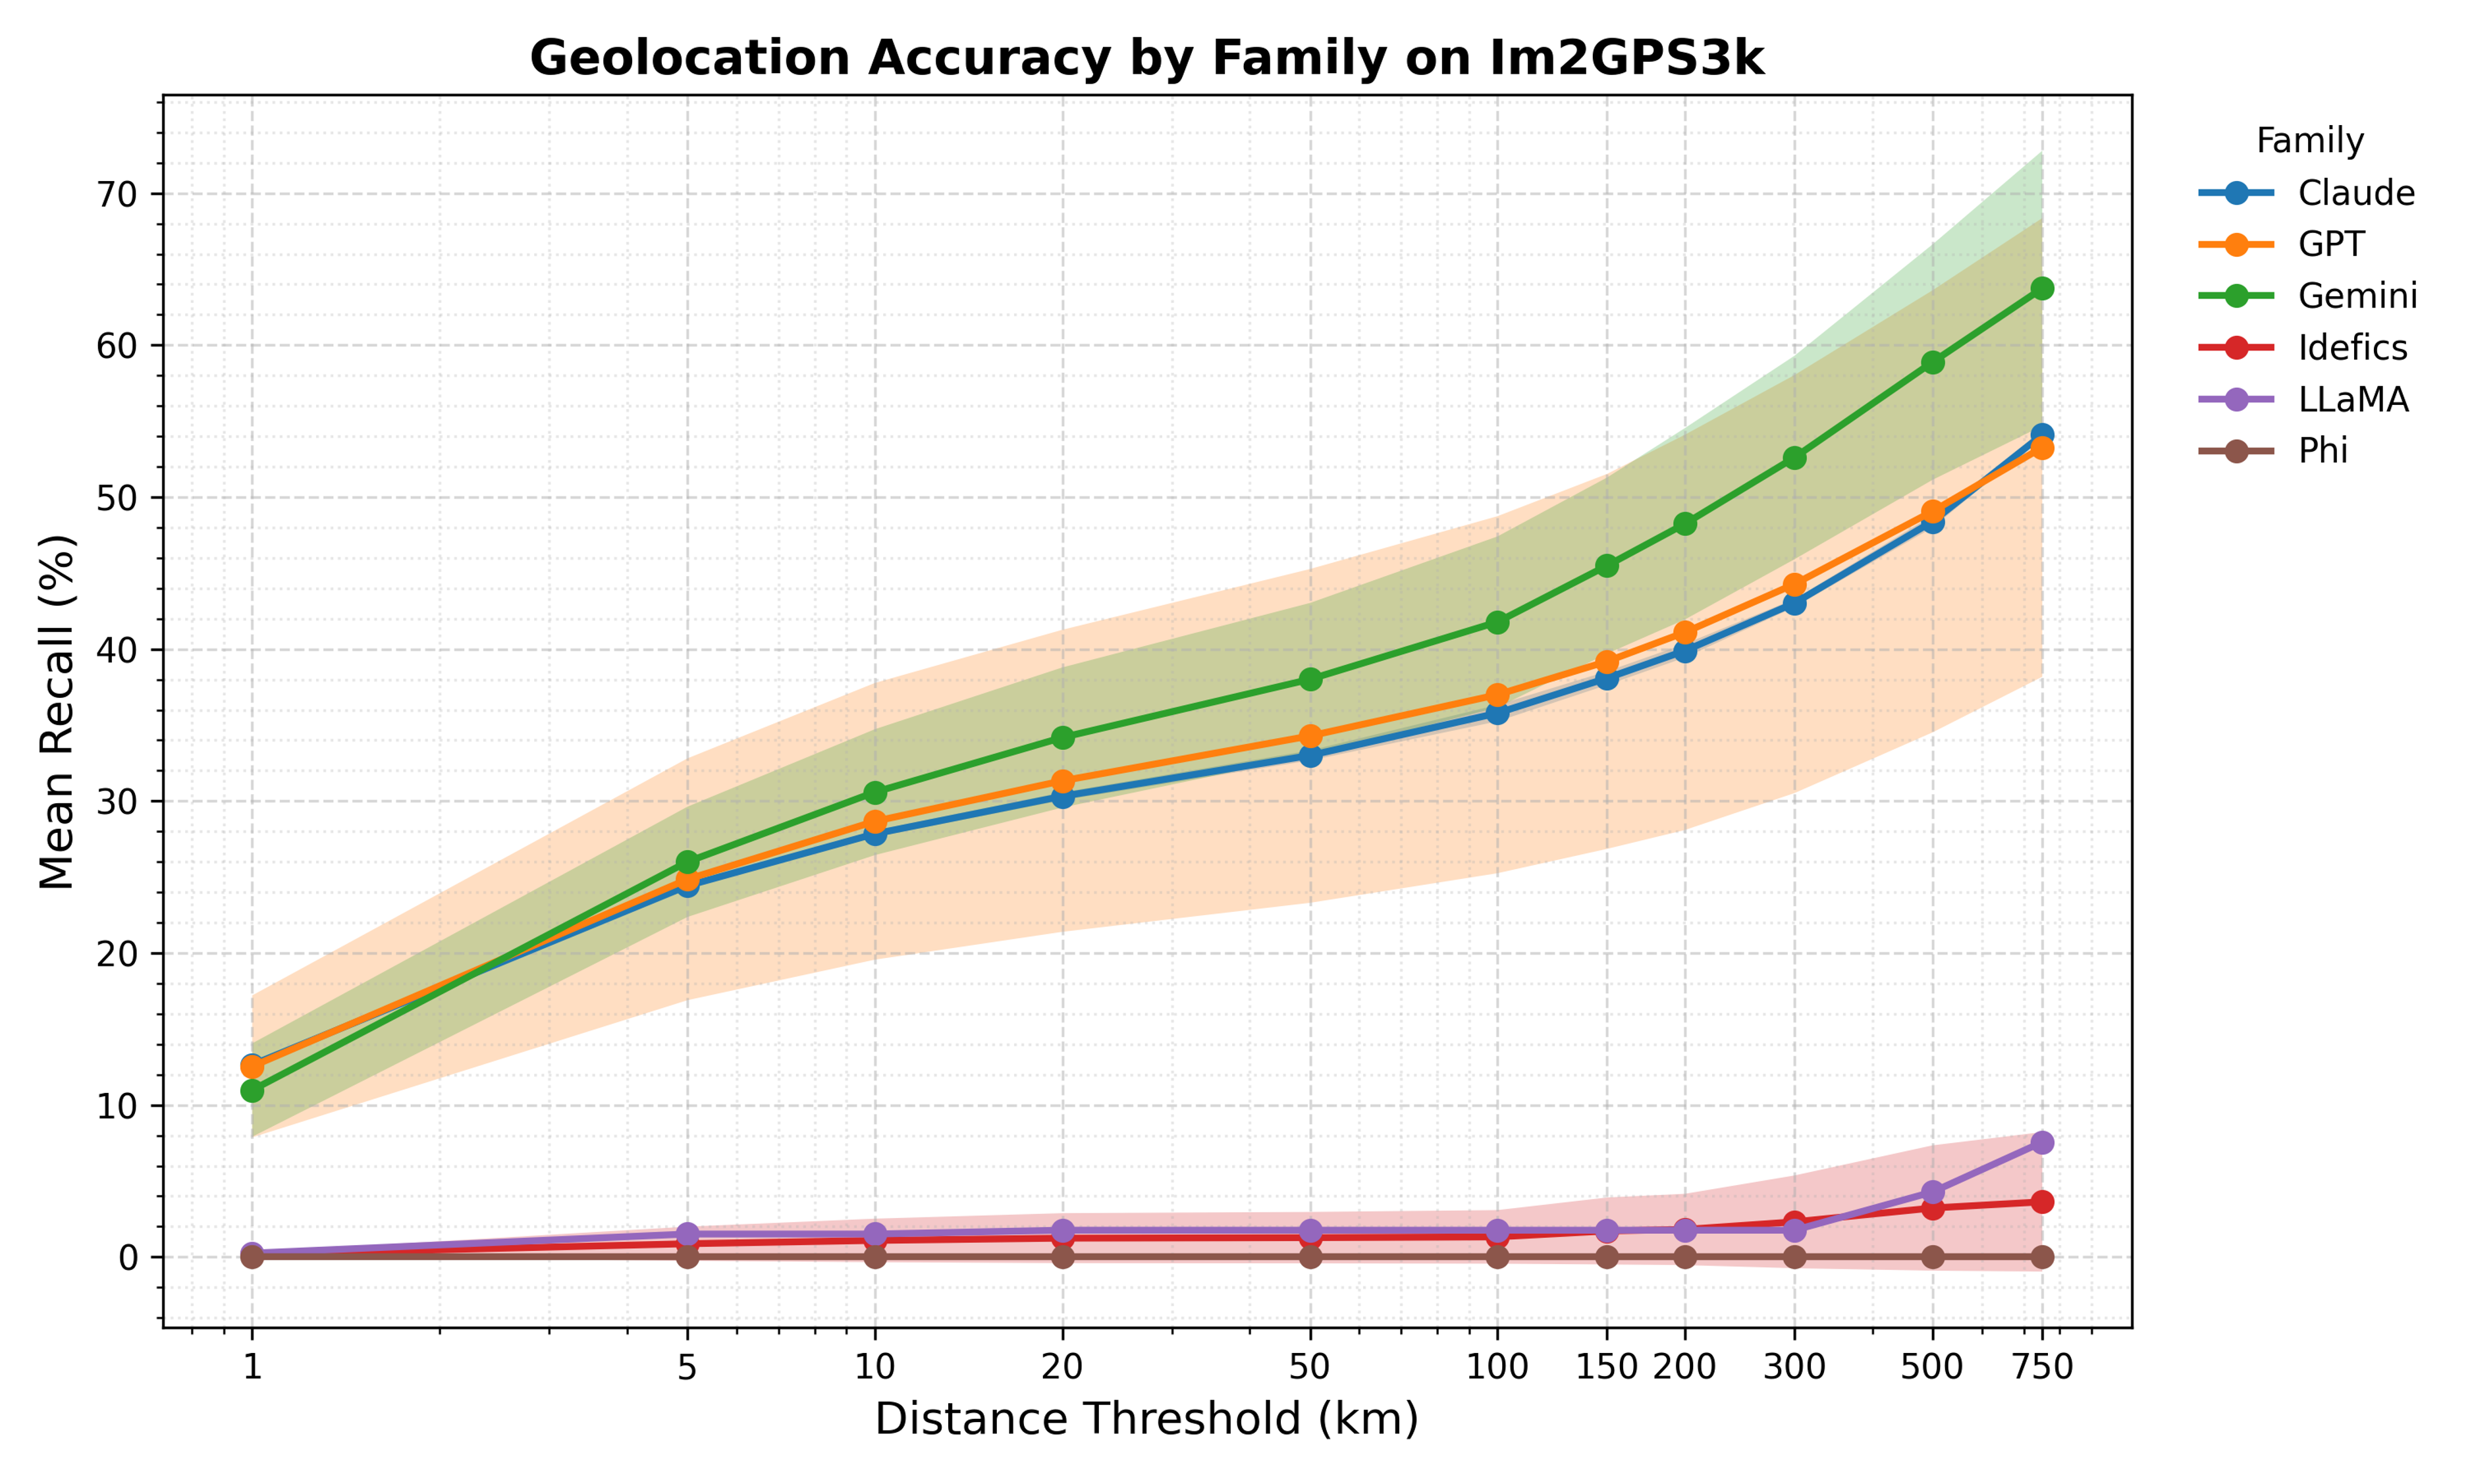 Geolocation Accuracy by Family on Im2GPS3k
Family
Claude
GPT
Gemini
Idefics
LLaMA
Phi
Mean Recall (%)
70
60
50
40
30
20
10
0
1 5 10 20 50 100 150 200 300 500 750
Distance Threshold (km)